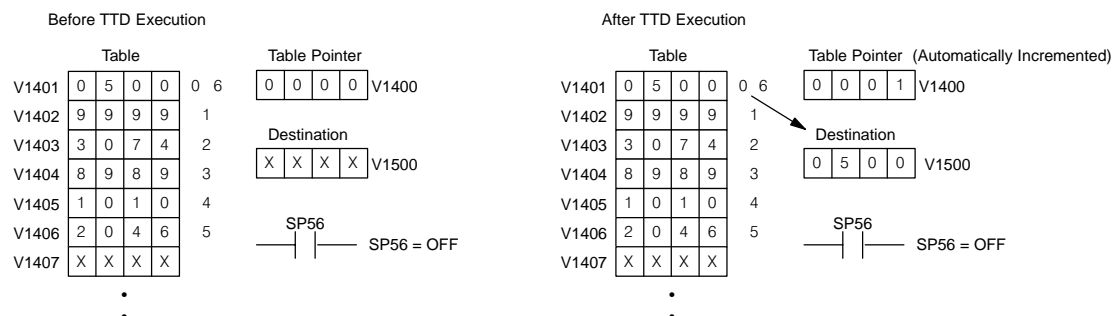 Before TTD Execution
Table
Table Pointer
V1401 0 5 0 0 0 6
0 0 0 0 V1400
V1402 9 9 9 9 1
Destination
V1403 3 0 7 4 2
X X X X V1500
V1404 8 9 8 9 3
V1405 1 0 1 0 4
V1406 2 0 4 6 5
SP56
SP56 = OFF
V1407 X X X X
After TTD Execution
Table
Table Pointer (Automatically Incremented)
V1401 0 5 0 0 0 6
0 0 0 1 V1400
V1402 9 9 9 9 1
Destination
V1403 3 0 7 4 2
0 5 0 0 V1500
V1404 8 9 8 9 3
V1405 1 0 1 0 4
V1406 2 0 4 6 5
SP56
SP56 = OFF
V1407 X X X X